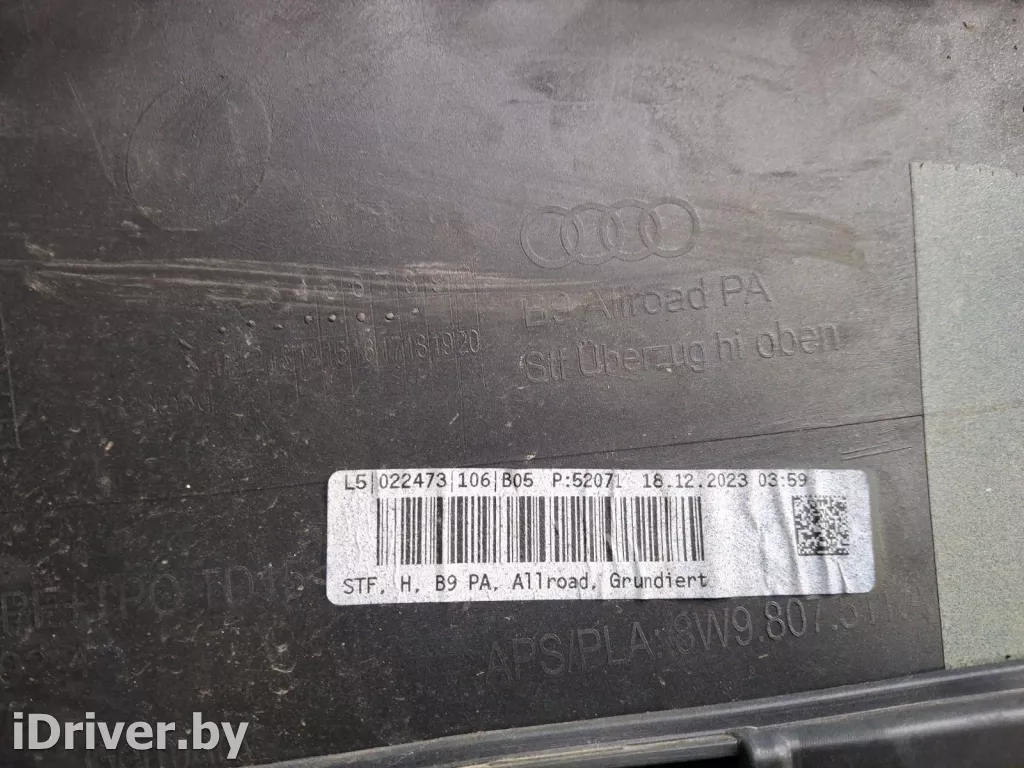 B9 Allroad PA
Stf Überzug hi oben
L5 022473 106 B05 P:52071 18.12.2023 03:59
STF, H, B9 PA, Allroad, Grundiert
APS/PLA: 8W9.807.511.A
iDriver.by